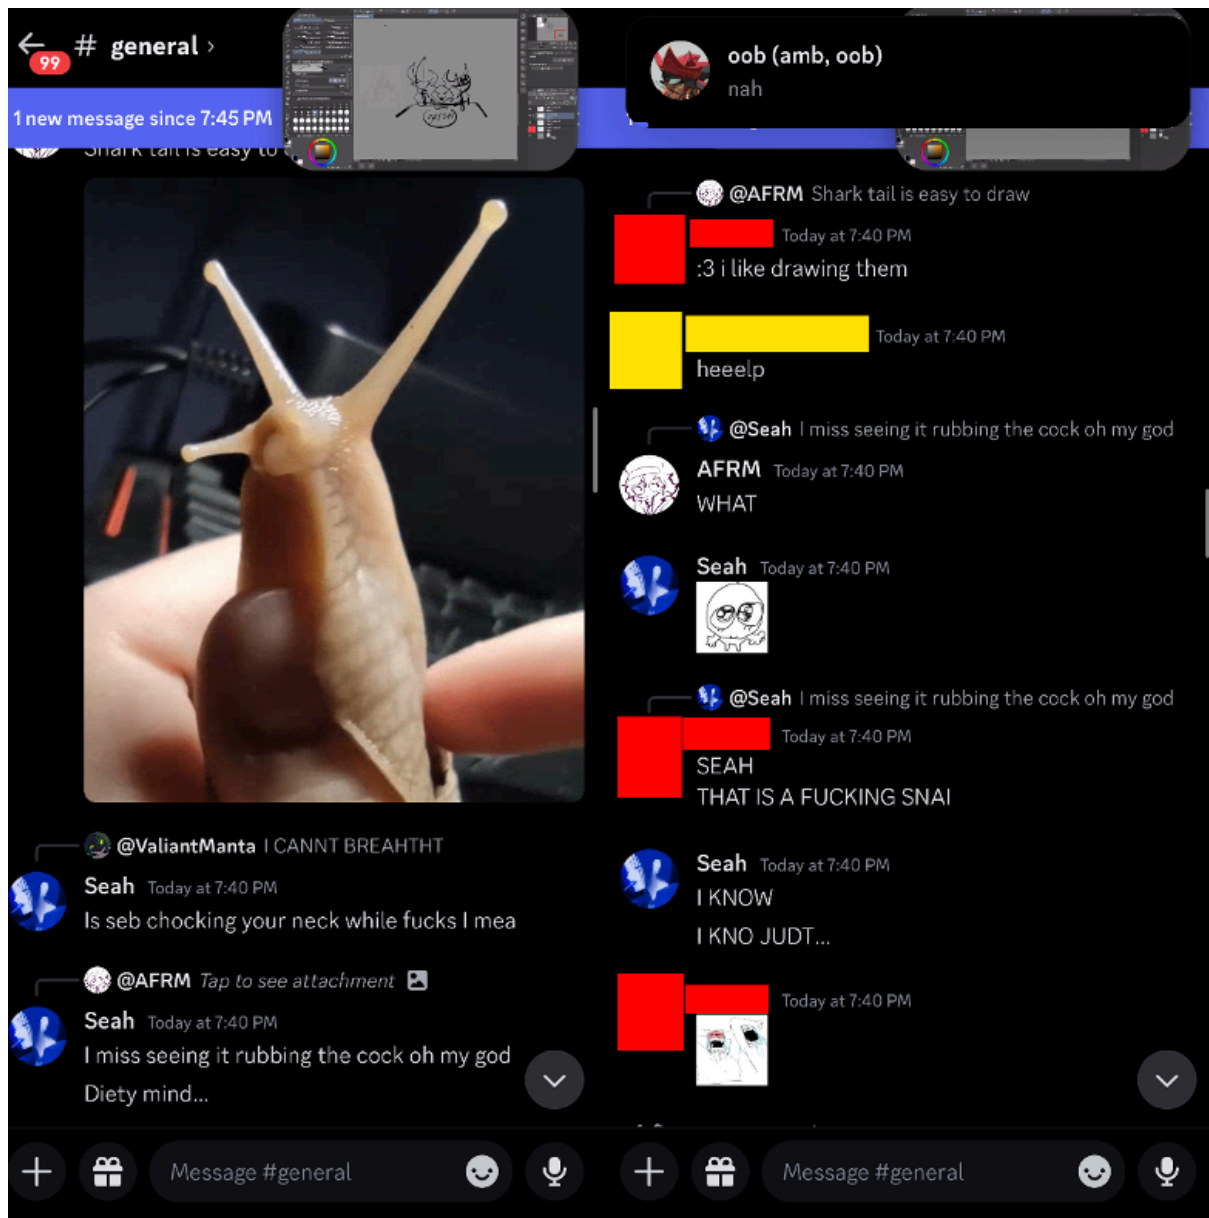 99
# general ›
1 new message since 7:45 PM
Shark tail is easy to
@ValiantManta I CANNT BREAHTHT
Seah Today at 7:40 PM
Is seb chocking your neck while fucks I mea
@AFRM Tap to see attachment
Seah Today at 7:40 PM
I miss seeing it rubbing the cock oh my god
Diety mind...
Message #general
oob (amb, oob)
nah
@AFRM Shark tail is easy to draw
Today at 7:40 PM
:3 i like drawing them
Today at 7:40 PM
heeelp
@Seah I miss seeing it rubbing the cock oh my god
AFRM Today at 7:40 PM
WHAT
Seah Today at 7:40 PM
@Seah I miss seeing it rubbing the cock oh my god
Today at 7:40 PM
SEAH
THAT IS A FUCKING SNAI
Seah Today at 7:40 PM
I KNOW
I KNO JUDT...
Today at 7:40 PM
Message #general